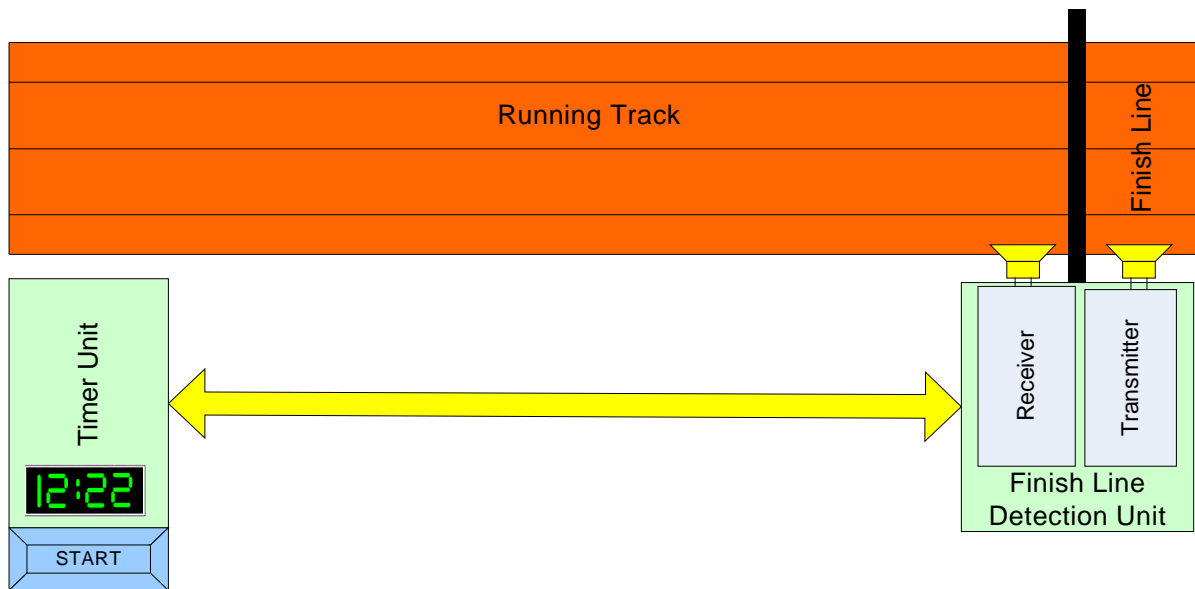 Running Track
Finish Line
Timer Unit
12:22
START
Receiver
Transmitter
Finish Line
Detection Unit